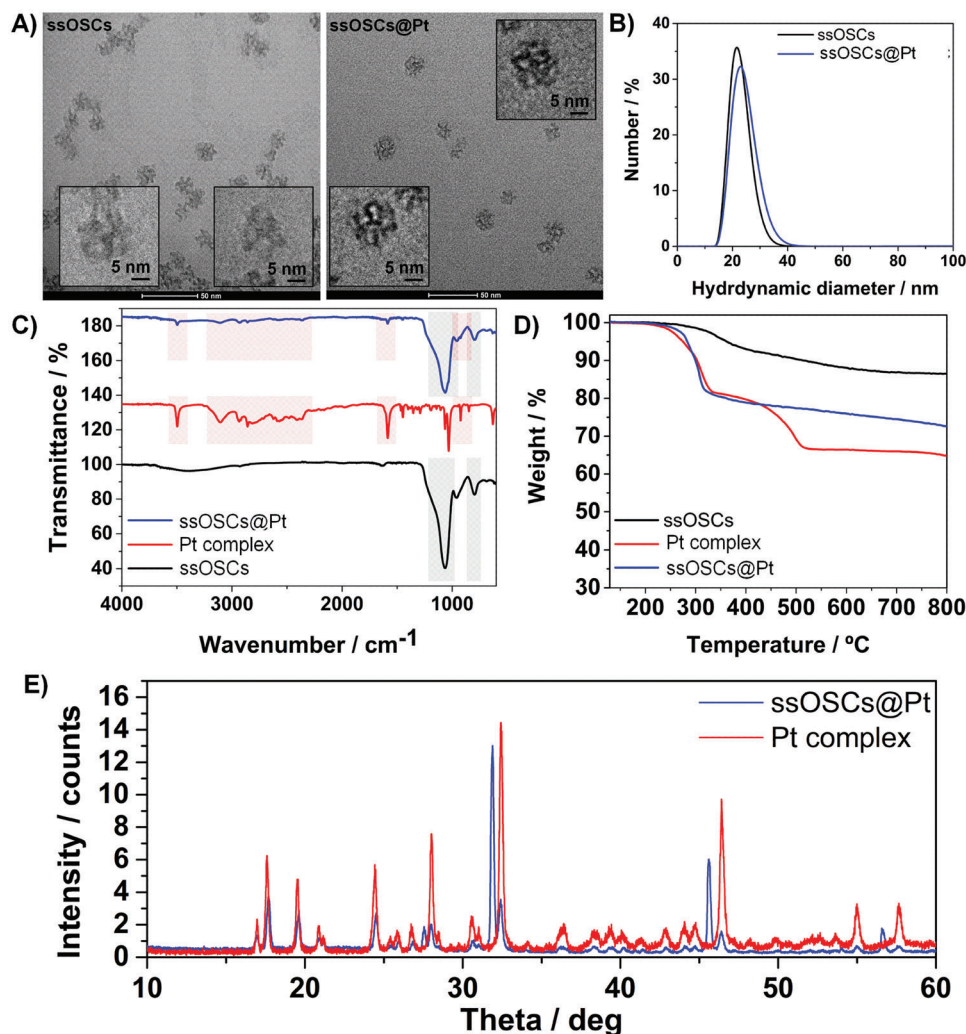 A)
ssOSCs
5 nm
5 nm
50 nm
ssOSCs@Pt
5 nm
5 nm
50 nm
B)
ssOSCs
ssOSCs@Pt
;
Number / %
40
30
20
10
0
0 20 40 60 80 100
Hydrdynamic diameter / nm
C)
Transmittance / %
180
160
140
120
100
80
60
40
ssOSCs@Pt
Pt complex
ssOSCs
4000 3000 2000 1000
Wavenumber / cm-1
D)
Weight / %
100
90
80
70
60
50
40
30
ssOSCs
Pt complex
ssOSCs@Pt
200 300 400 500 600 700 800
Temperature / ºC
E)
Intensity / counts
16
14
12
10
8
6
4
2
0
ssOSCs@Pt
Pt complex
10 20 30 40 50 60
Theta / deg